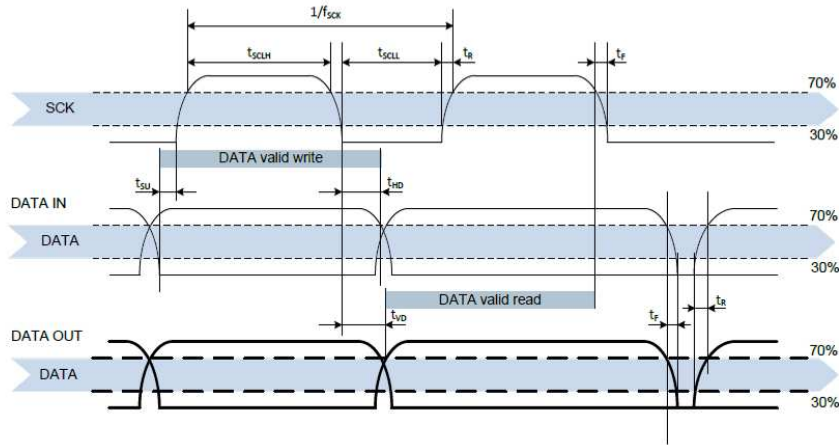 1/fSCK
tSCLH tSCLL tR tF
70%
SCK
30%
DATA valid write
tSU tHD
DATA IN
70%
DATA
30%
DATA valid read
tVD tF tR
DATA OUT
70%
DATA
30%